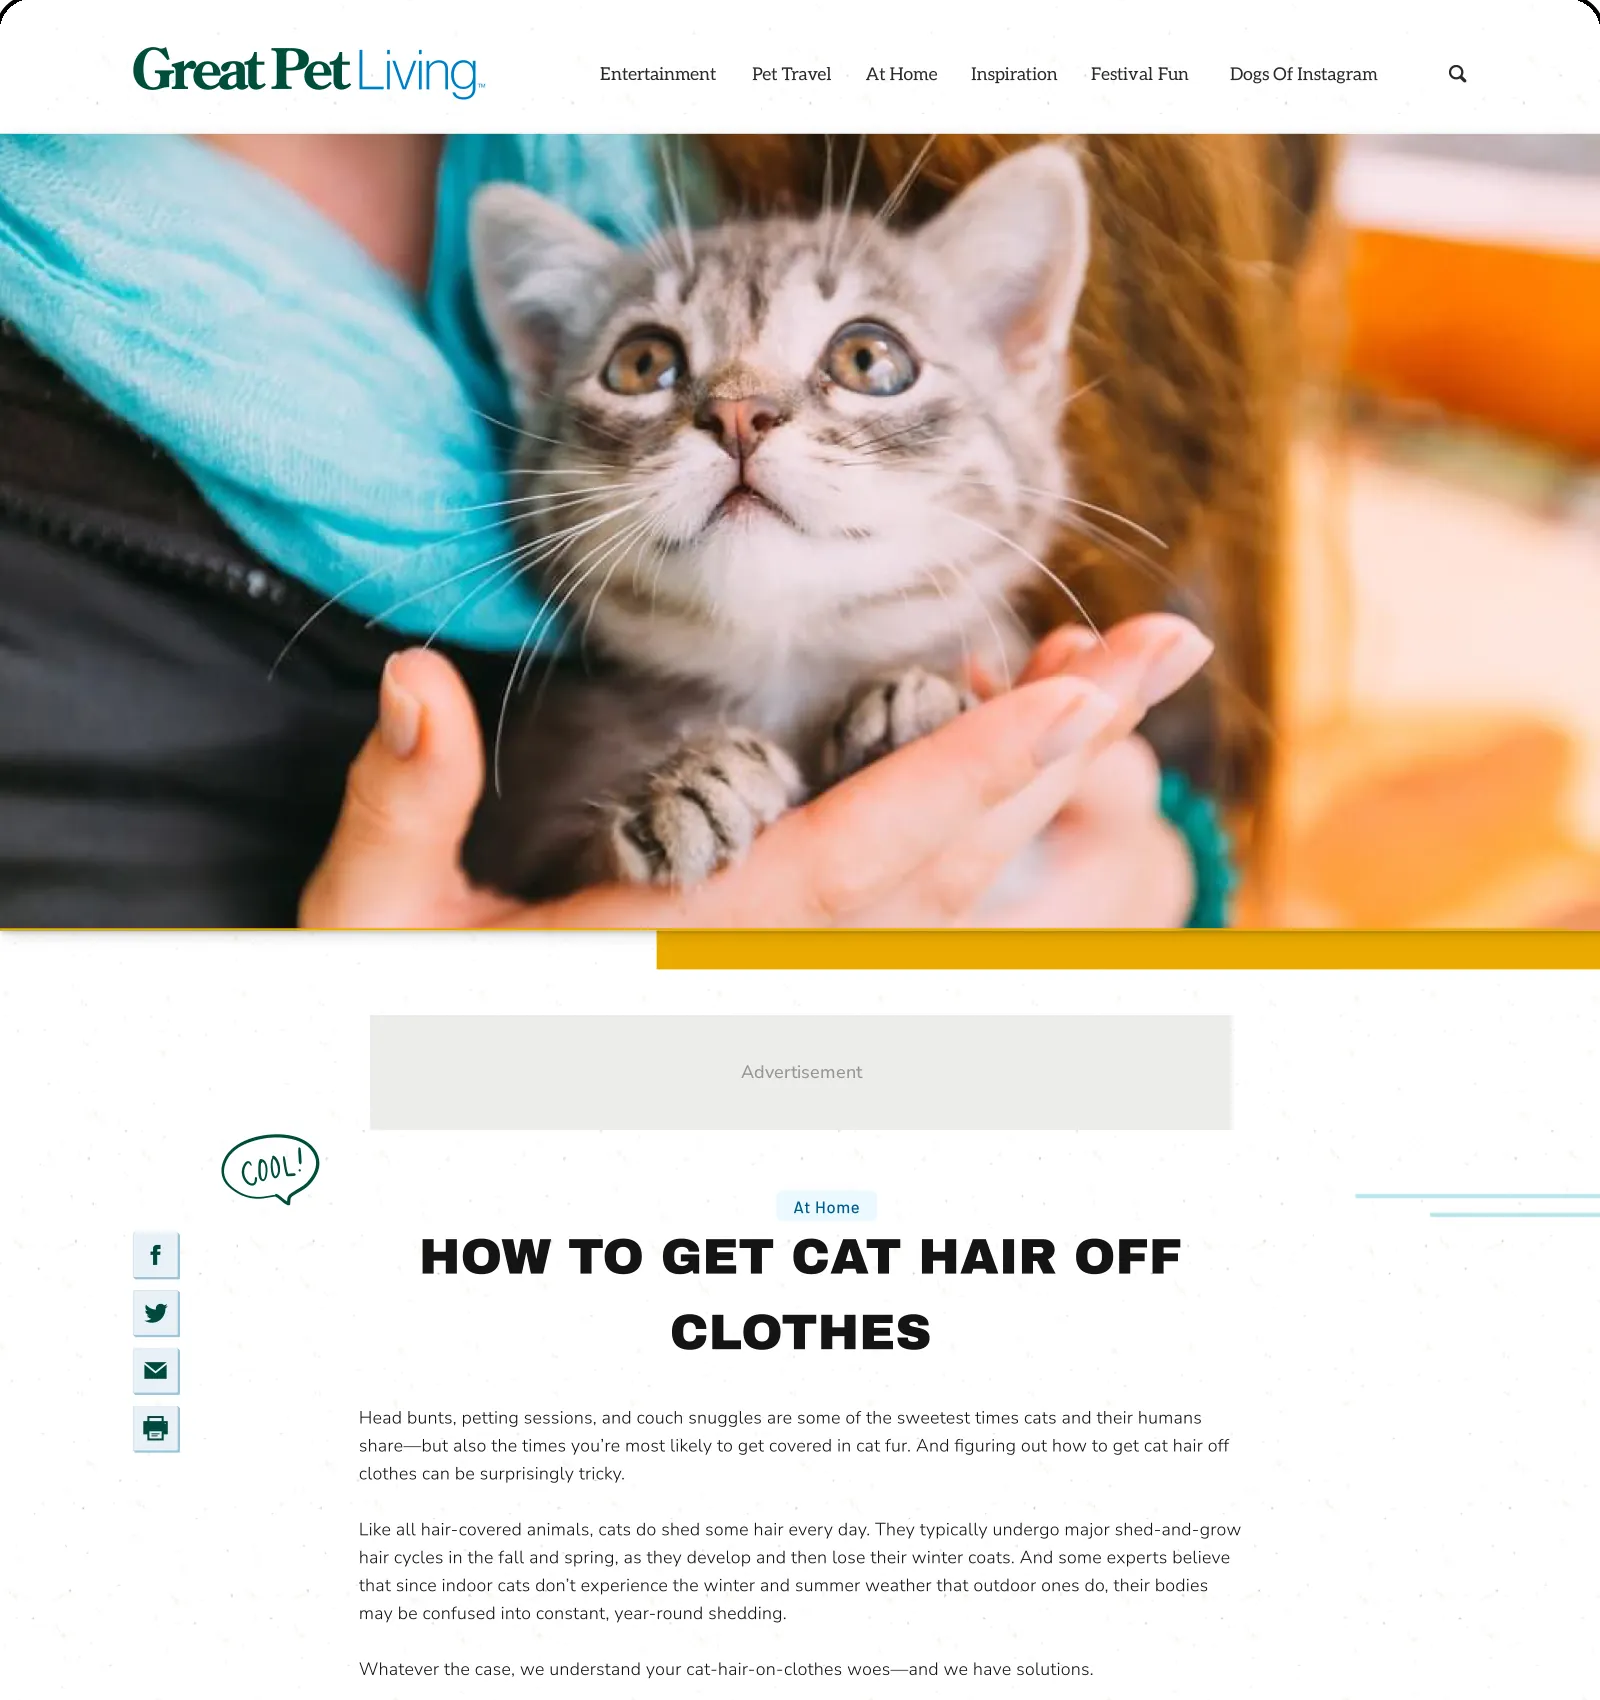 Great Pet Living™
Entertainment Pet Travel At Home Inspiration Festival Fun Dogs Of Instagram
Advertisement
COOL!
At Home
HOW TO GET CAT HAIR OFF
CLOTHES
Head bunts, petting sessions, and couch snuggles are some of the sweetest times cats and their humans
share—but also the times you’re most likely to get covered in cat fur. And figuring out how to get cat hair off
clothes can be surprisingly tricky.
Like all hair-covered animals, cats do shed some hair every day. They typically undergo major shed-and-grow
hair cycles in the fall and spring, as they develop and then lose their winter coats. And some experts believe
that since indoor cats don’t experience the winter and summer weather that outdoor ones do, their bodies
may be confused into constant, year-round shedding.
Whatever the case, we understand your cat-hair-on-clothes woes—and we have solutions.